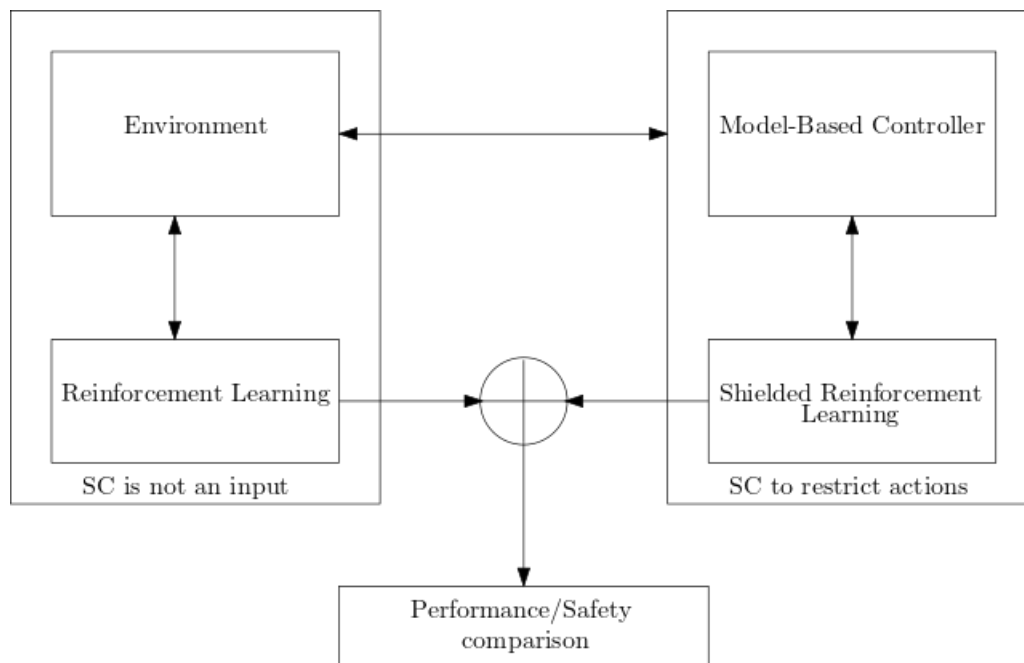 Environment
Model-Based Controller
Reinforcement Learning
Shielded Reinforcement
Learning
SC is not an input
SC to restrict actions
Performance/Safety
comparison